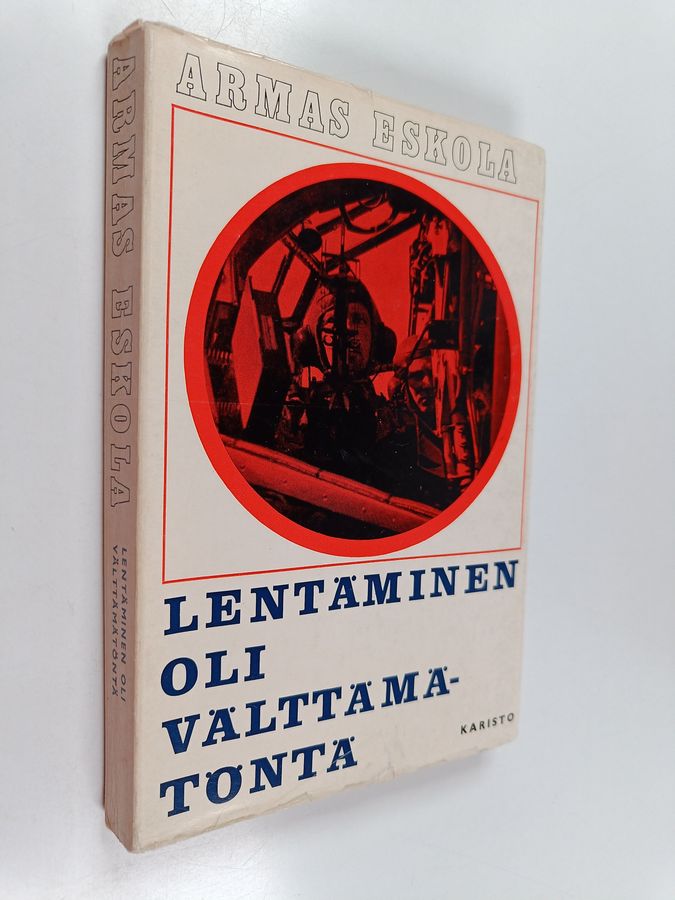 ARMAS ESKOLA
LENTÄMINEN
OLI
VÄLTTÄMÄ-
TÖNTÄ
KARISTO
ARMAS ESKOLA
LENTÄMINEN OLI
VÄLTTÄMÄTÖNTÄ